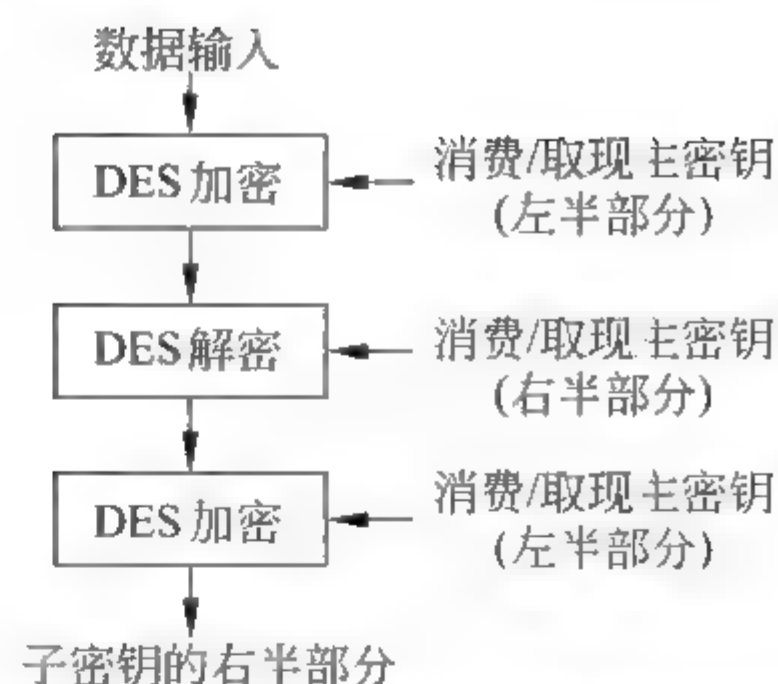 数据输入
DES加密
消费/取现主密钥
(左半部分)
DES解密
消费/取现主密钥
(右半部分)
DES加密
消费/取现主密钥
(左半部分)
子密钥的右半部分